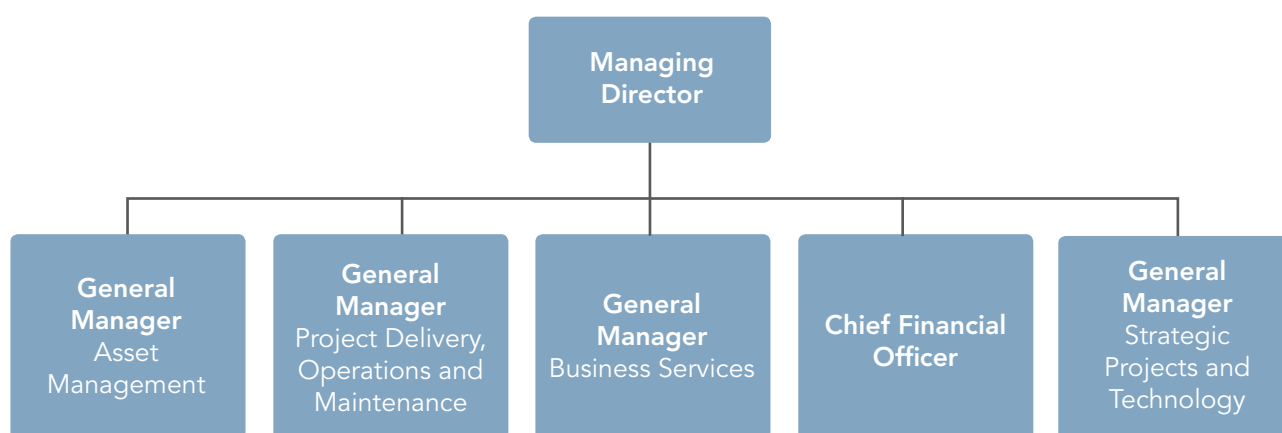 Managing
Director
General
Manager
Asset
Management
General
Manager
Project Delivery,
Operations and
Maintenance
General
Manager
Business Services
Chief Financial
Officer
General
Manager
Strategic
Projects and
Technology